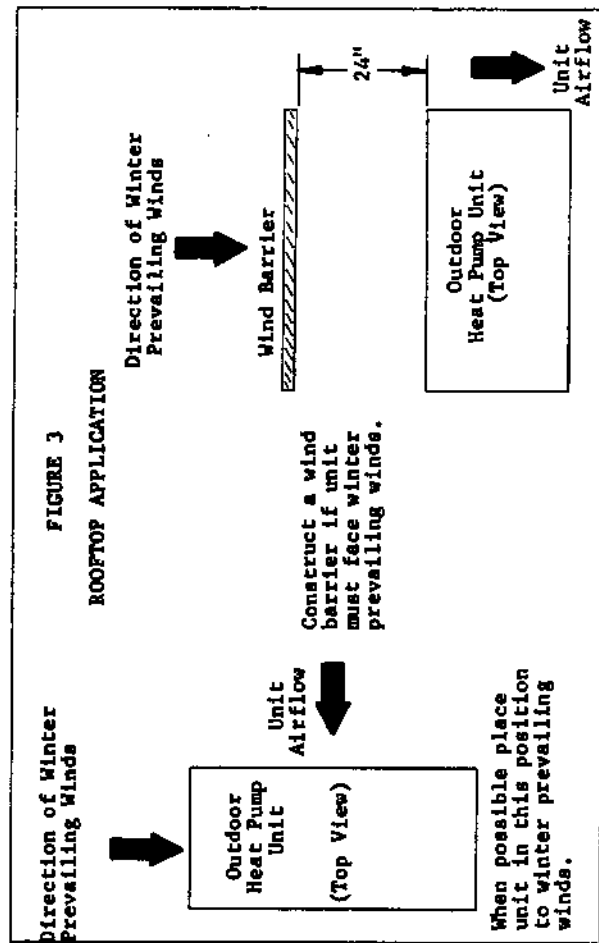 FIGURE 3
ROOFTOP APPLICATION
Direction of Winter
Prevailing Winds
Outdoor
Heat Pump
Unit
(Top View)
Unit
Airflow
When possible place
unit in this position
to winter prevailing
winds.
Construct a wind
barrier if unit
must face winter
prevailing winds.
Direction of Winter
Prevailing Winds
Wind Barrier
24"
Outdoor
Heat Pump Unit
(Top View)
Unit
Airflow